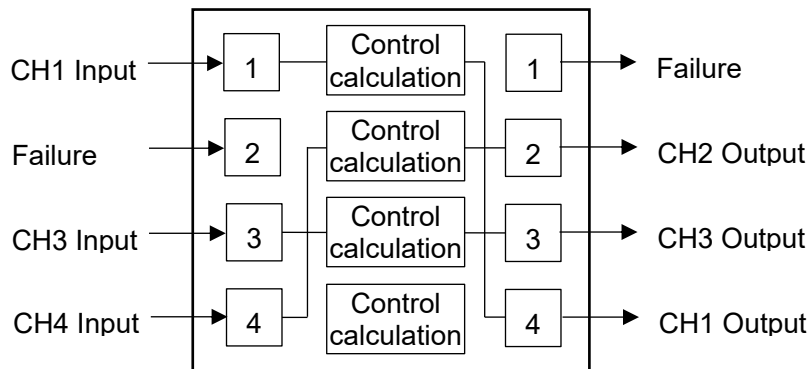 CH1 Input
1
Control
calculation
1
Failure
Failure
2
Control
calculation
2
CH2 Output
CH3 Input
3
Control
calculation
3
CH3 Output
CH4 Input
4
Control
calculation
4
CH1 Output